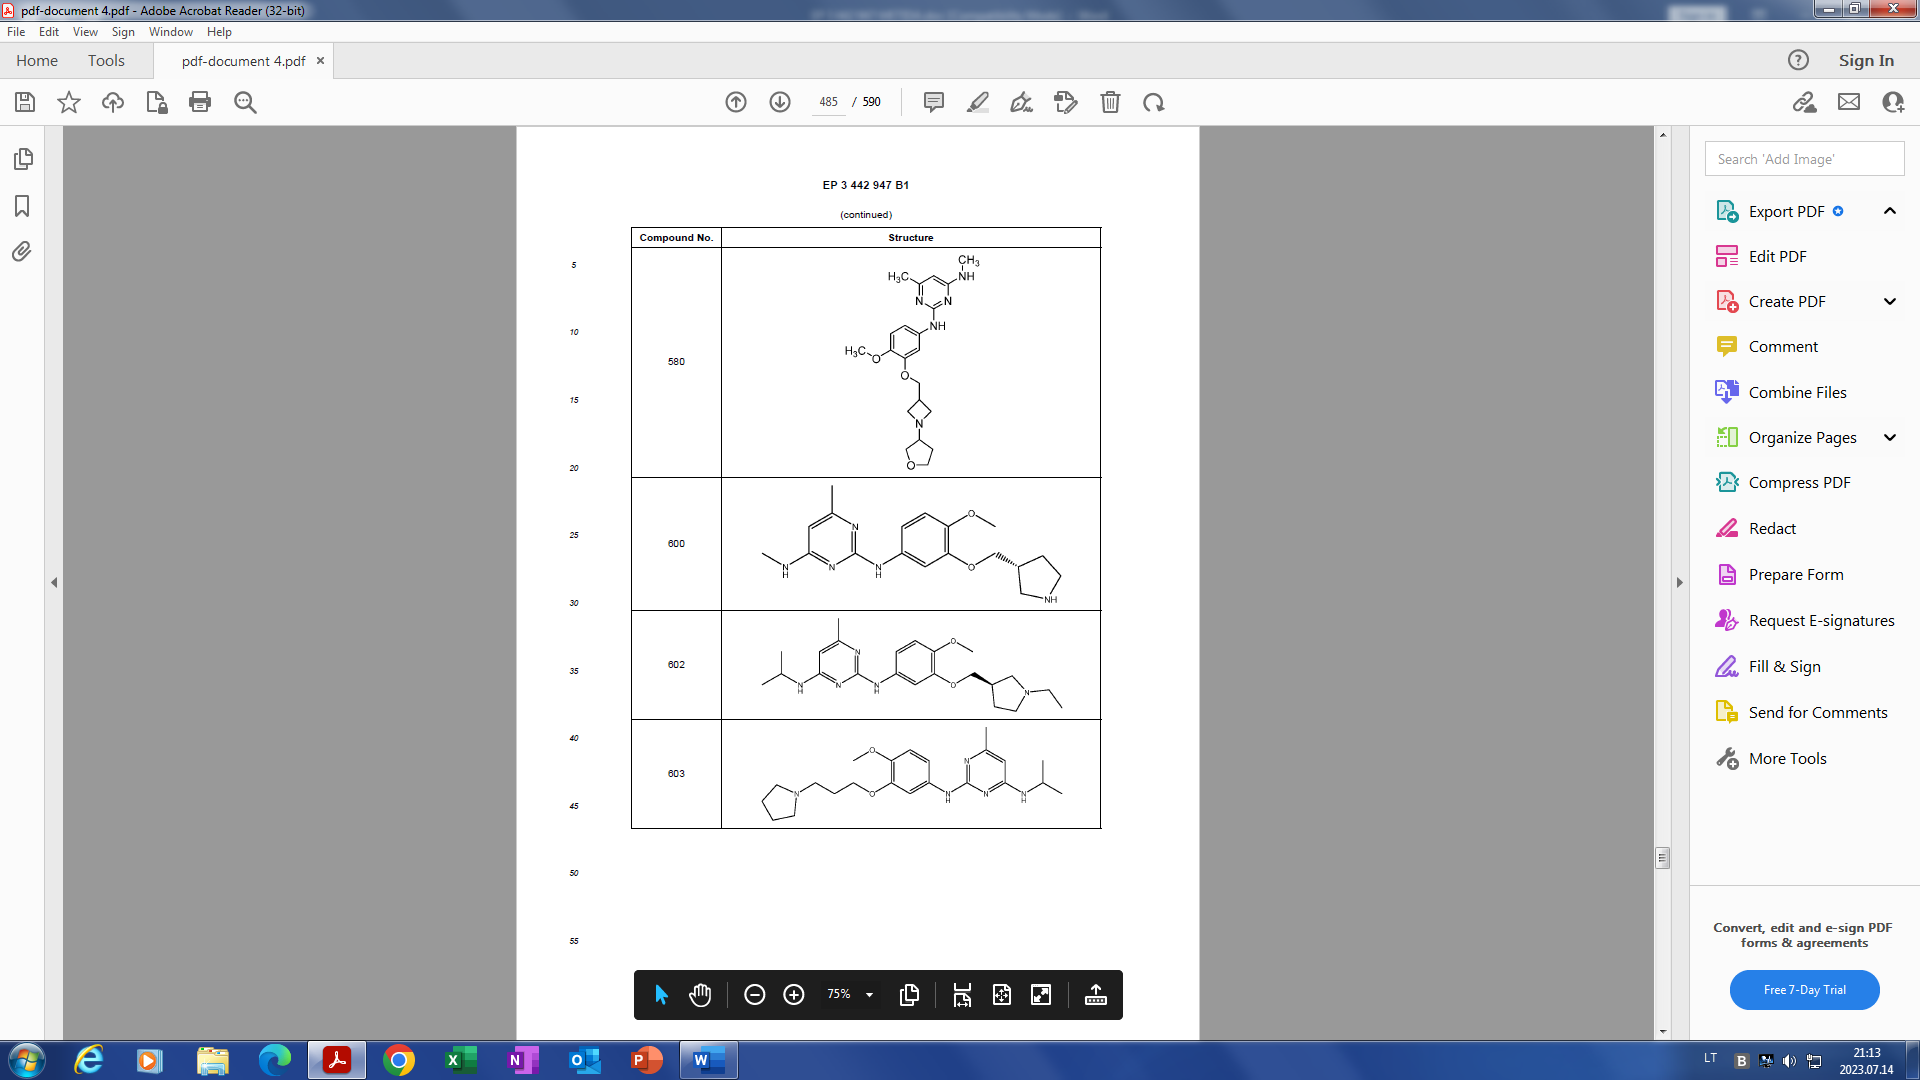 pdf-document 4.pdf - Adobe Acrobat Reader (32-bit)
File Edit View Sign Window Help
Home Tools pdf-document 4.pdf × ? Sign In
485 / 590
Search 'Add Image'
Export PDF
Edit PDF
Create PDF
Comment
Combine Files
Organize Pages
Compress PDF
Redact
Prepare Form
Request E-signatures
Fill & Sign
Send for Comments
More Tools
Convert, edit and e-sign PDF
forms & agreements
Free 7-Day Trial
EP 3 442 947 B1
(continued)
Compound No. Structure
5
10
15
20
25
30
35
40
45
50
55
580
CH3
H3C NH
N N
NH
H3C O
O
N
O
600
O
N
N N O
H H
NH
602
O
N
N N N O N
H H
603
O N
N O N N N
H H
75%
LT
21:13
2023.07.14